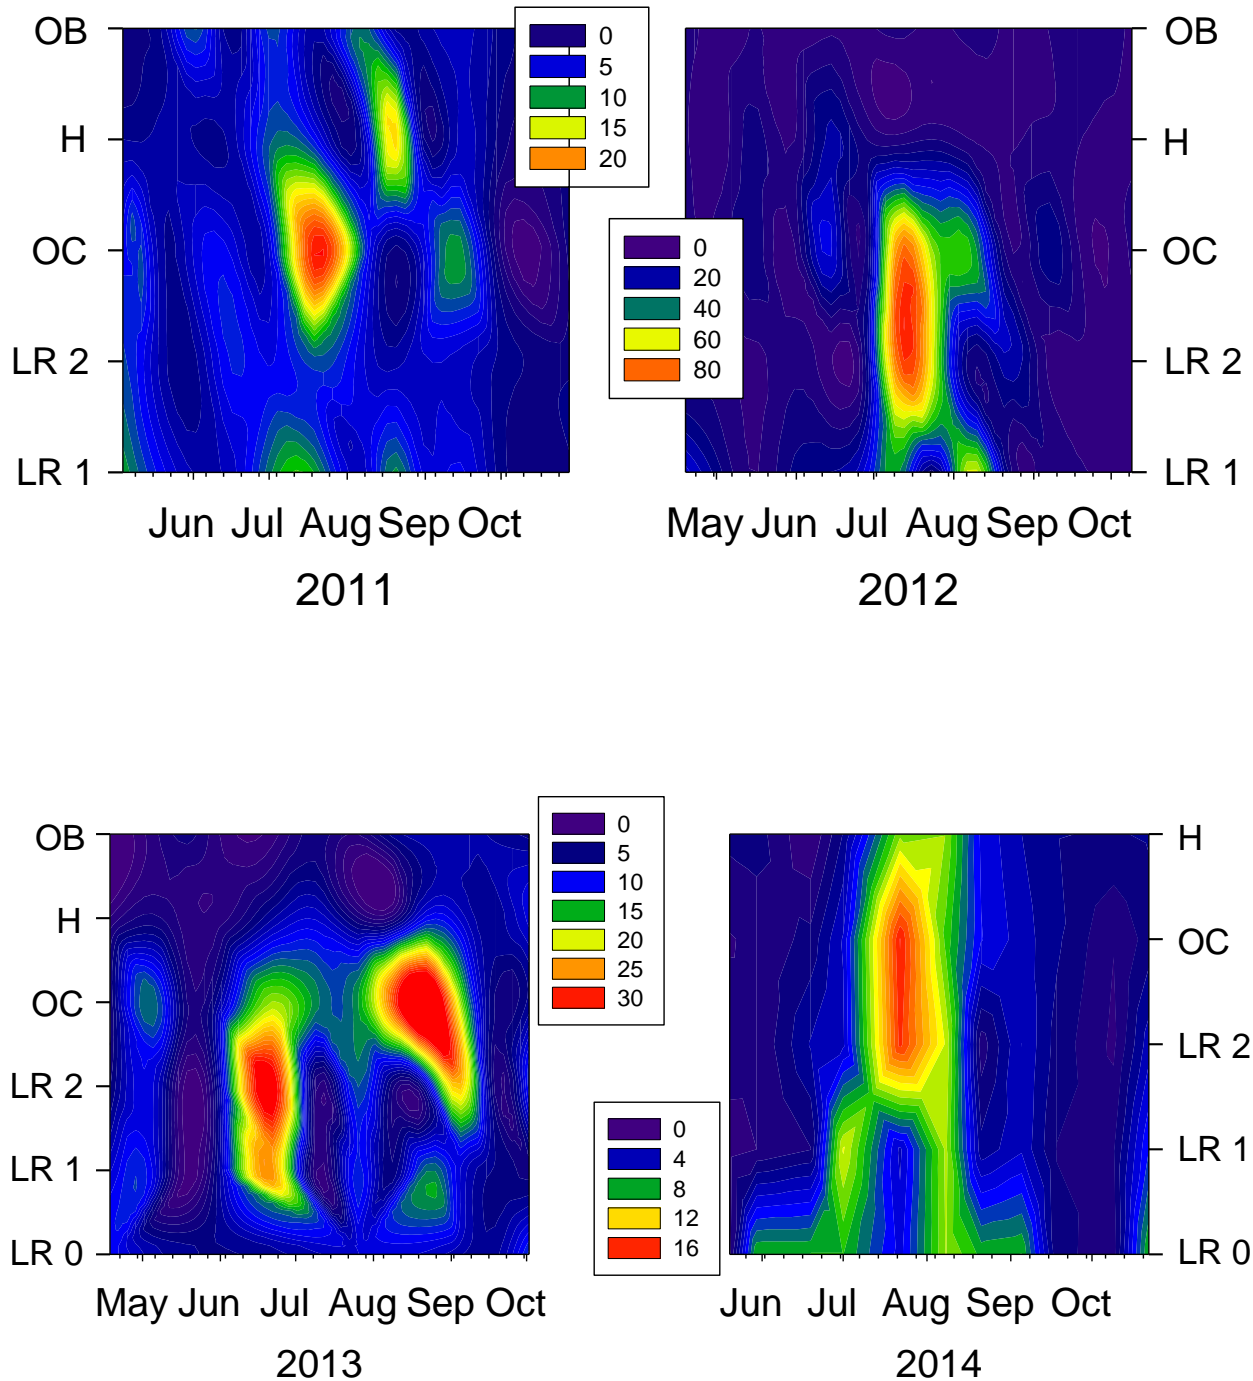 OB
H
OC
LR 2
LR 1
0
5
10
15
20
Jun Jul Aug Sep Oct
2011
OB
H
OC
LR 2
LR 1
0
20
40
60
80
May Jun Jul Aug Sep Oct
2012
OB
H
OC
LR 2
LR 1
LR 0
0
5
10
15
20
25
30
May Jun Jul Aug Sep Oct
2013
H
OC
LR 2
LR 1
LR 0
0
4
8
12
16
Jun Jul Aug Sep Oct
2014